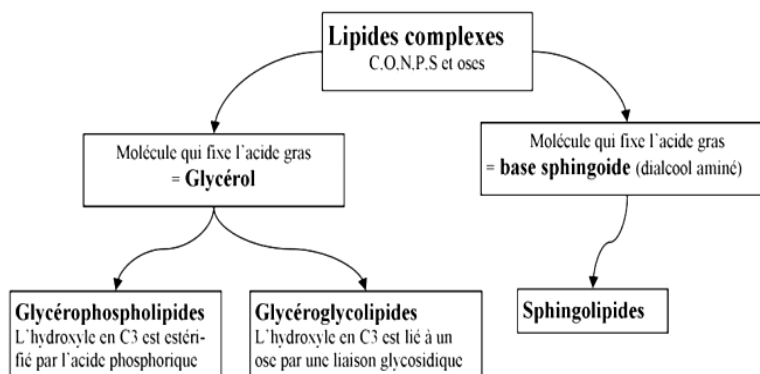 Lipides complexes
C.O.N.P.S et oses
Molécule qui fixe l'acide gras
= Glycérol
Molécule qui fixe l'acide gras
= base sphingoide (dialcool aminé)
Glycérophospholipides
L'hydroxyle en C3 est estéri-
fié par l'acide phosphorique
Glycéroglycolipides
L'hydroxyle en C3 est lié à un
ose par une liaison glycosidique
Sphingolipides